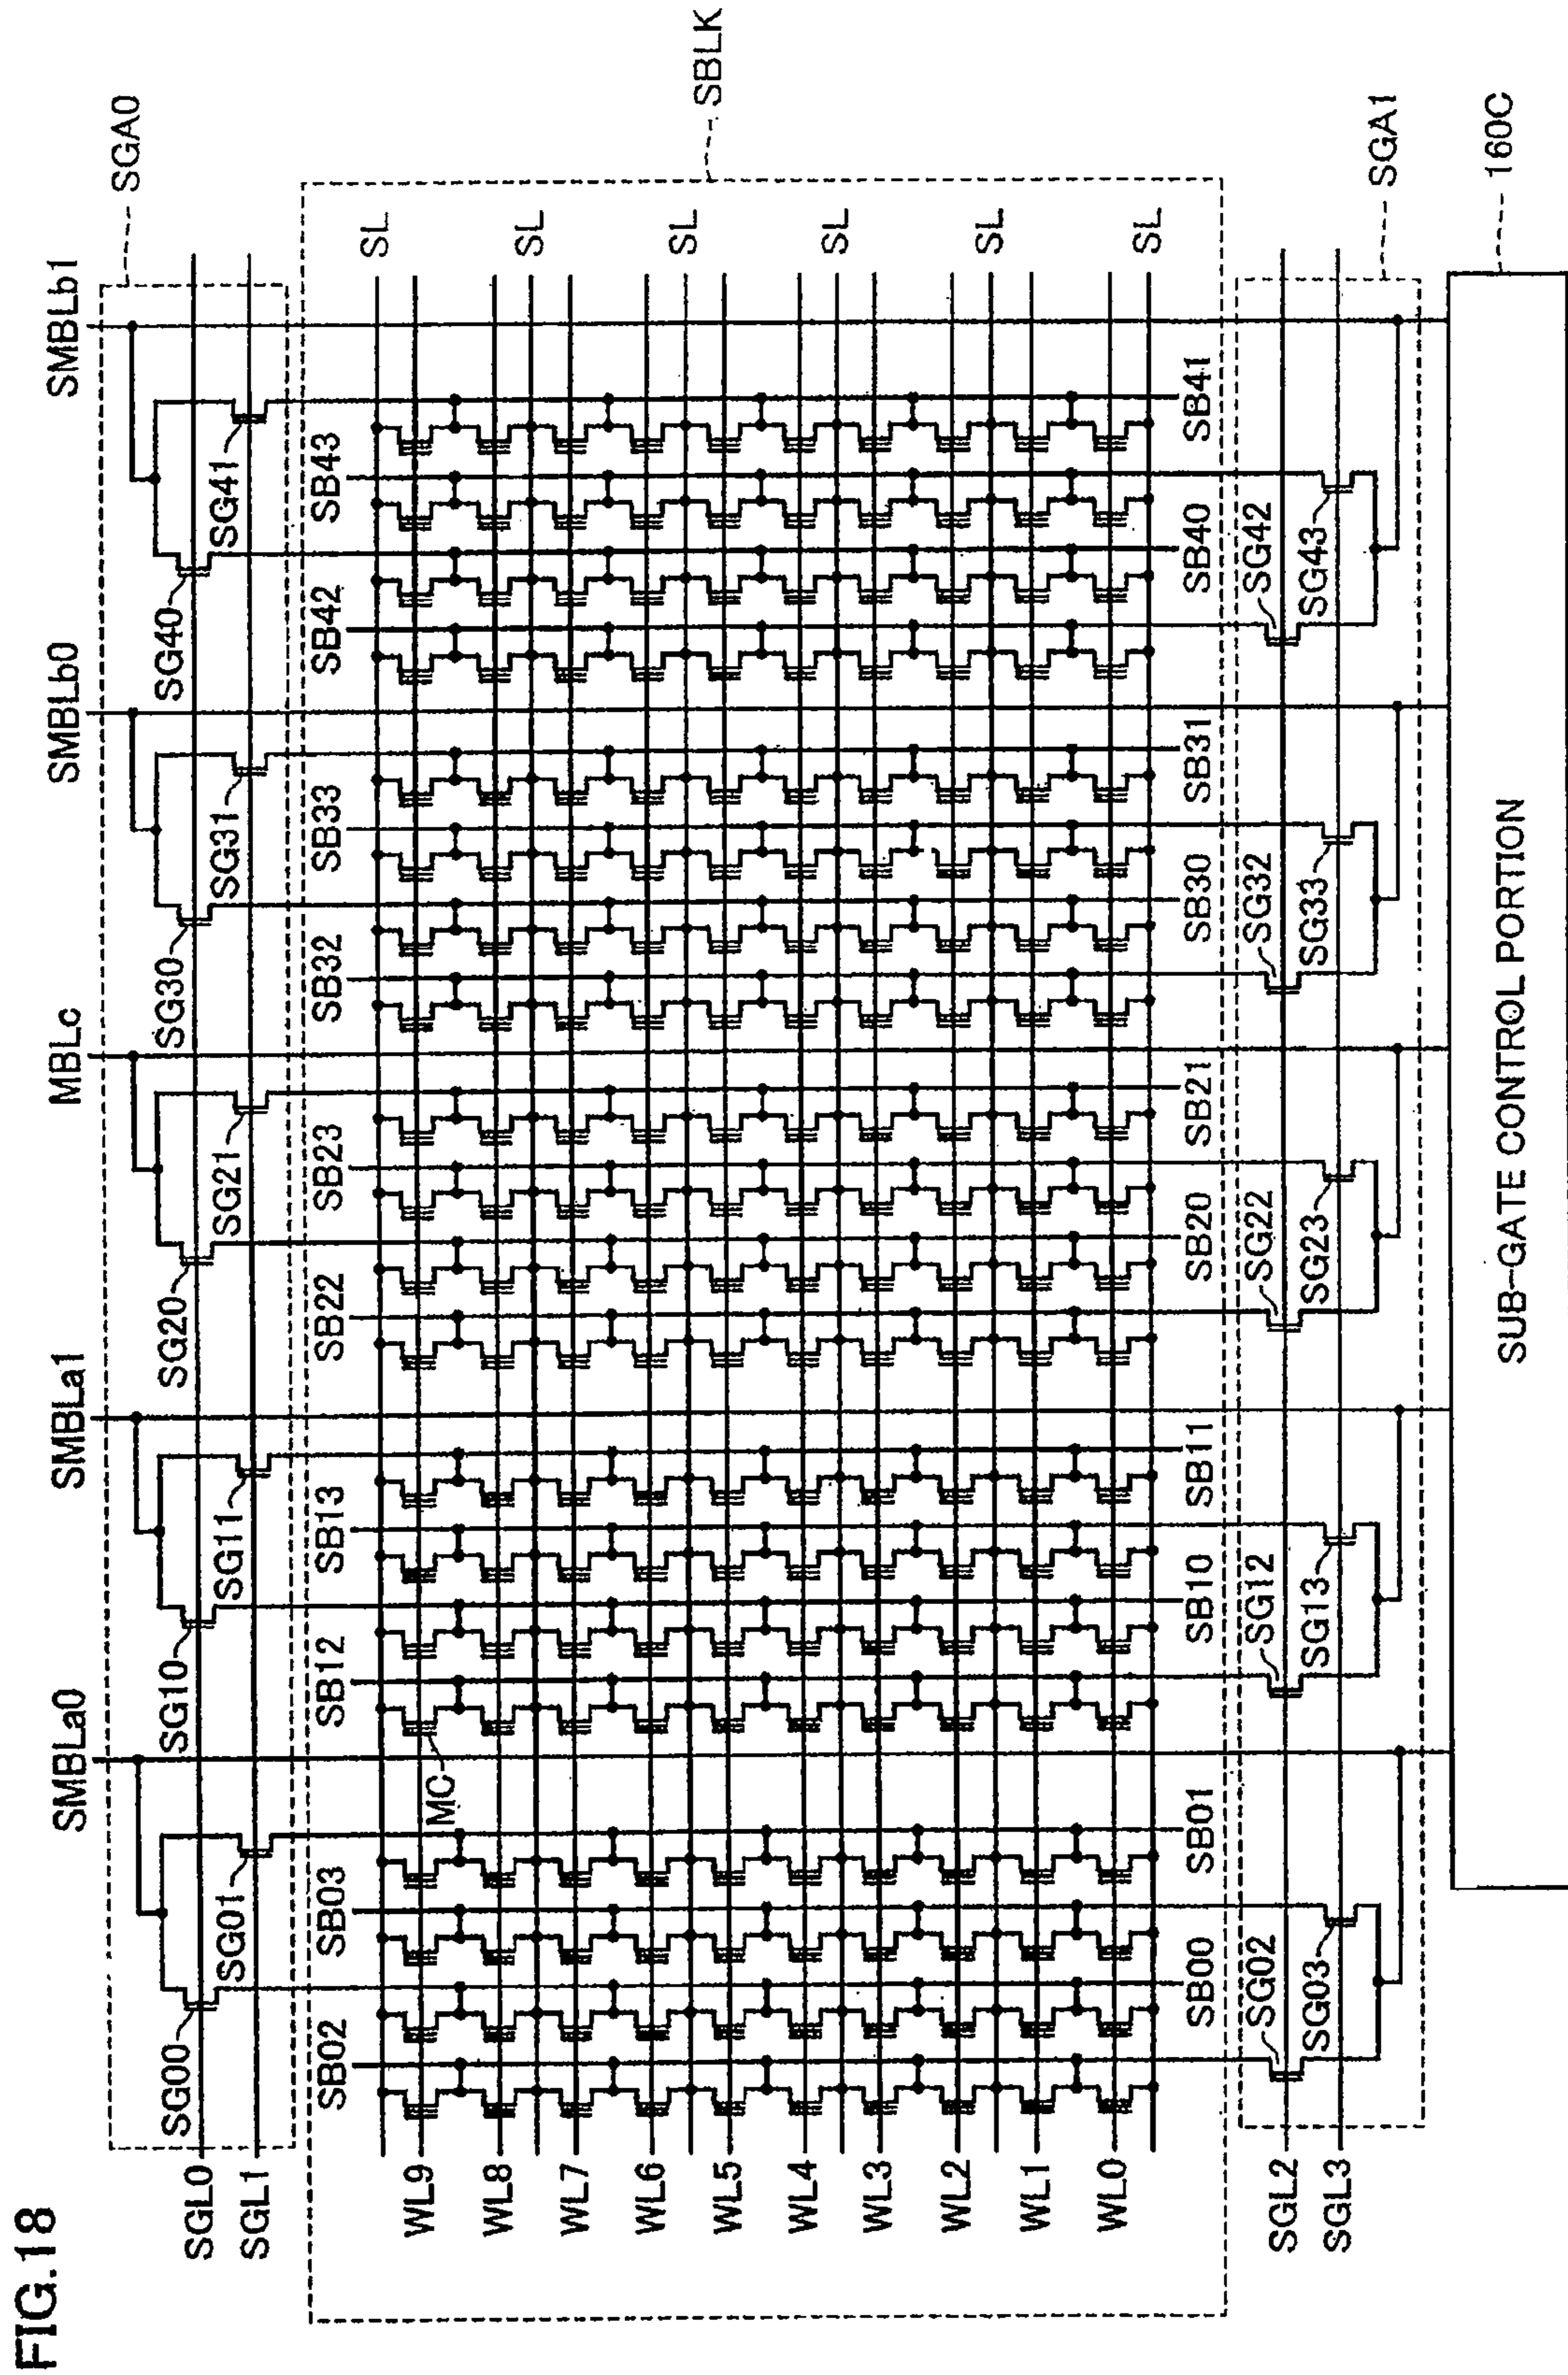 FIG.18
SMBLa0 SMBLa1 MBLc SMBLb0 SMBLb1
SGA0
SGL0
SGL1
SG00 SG10 SG20 SG30 SG40
SG01 SG11 SG21 SG31 SG41
SB02 SB03 SB12 SB13 SB22 SB23 SB32 SB33 SB42 SB43
SBLK
MC
SL
WL9
WL8
SL
WL7
WL6
SL
WL5
WL4
SL
WL3
WL2
SL
WL1
WL0
SL
SB00 SB01 SB10 SB11 SB20 SB21 SB30 SB31 SB40 SB41
SG02 SG12 SG22 SG32 SG42
SGL2
SG03 SG13 SG23 SG33 SG43
SGL3
SGA1
160C
SUB-GATE CONTROL PORTION